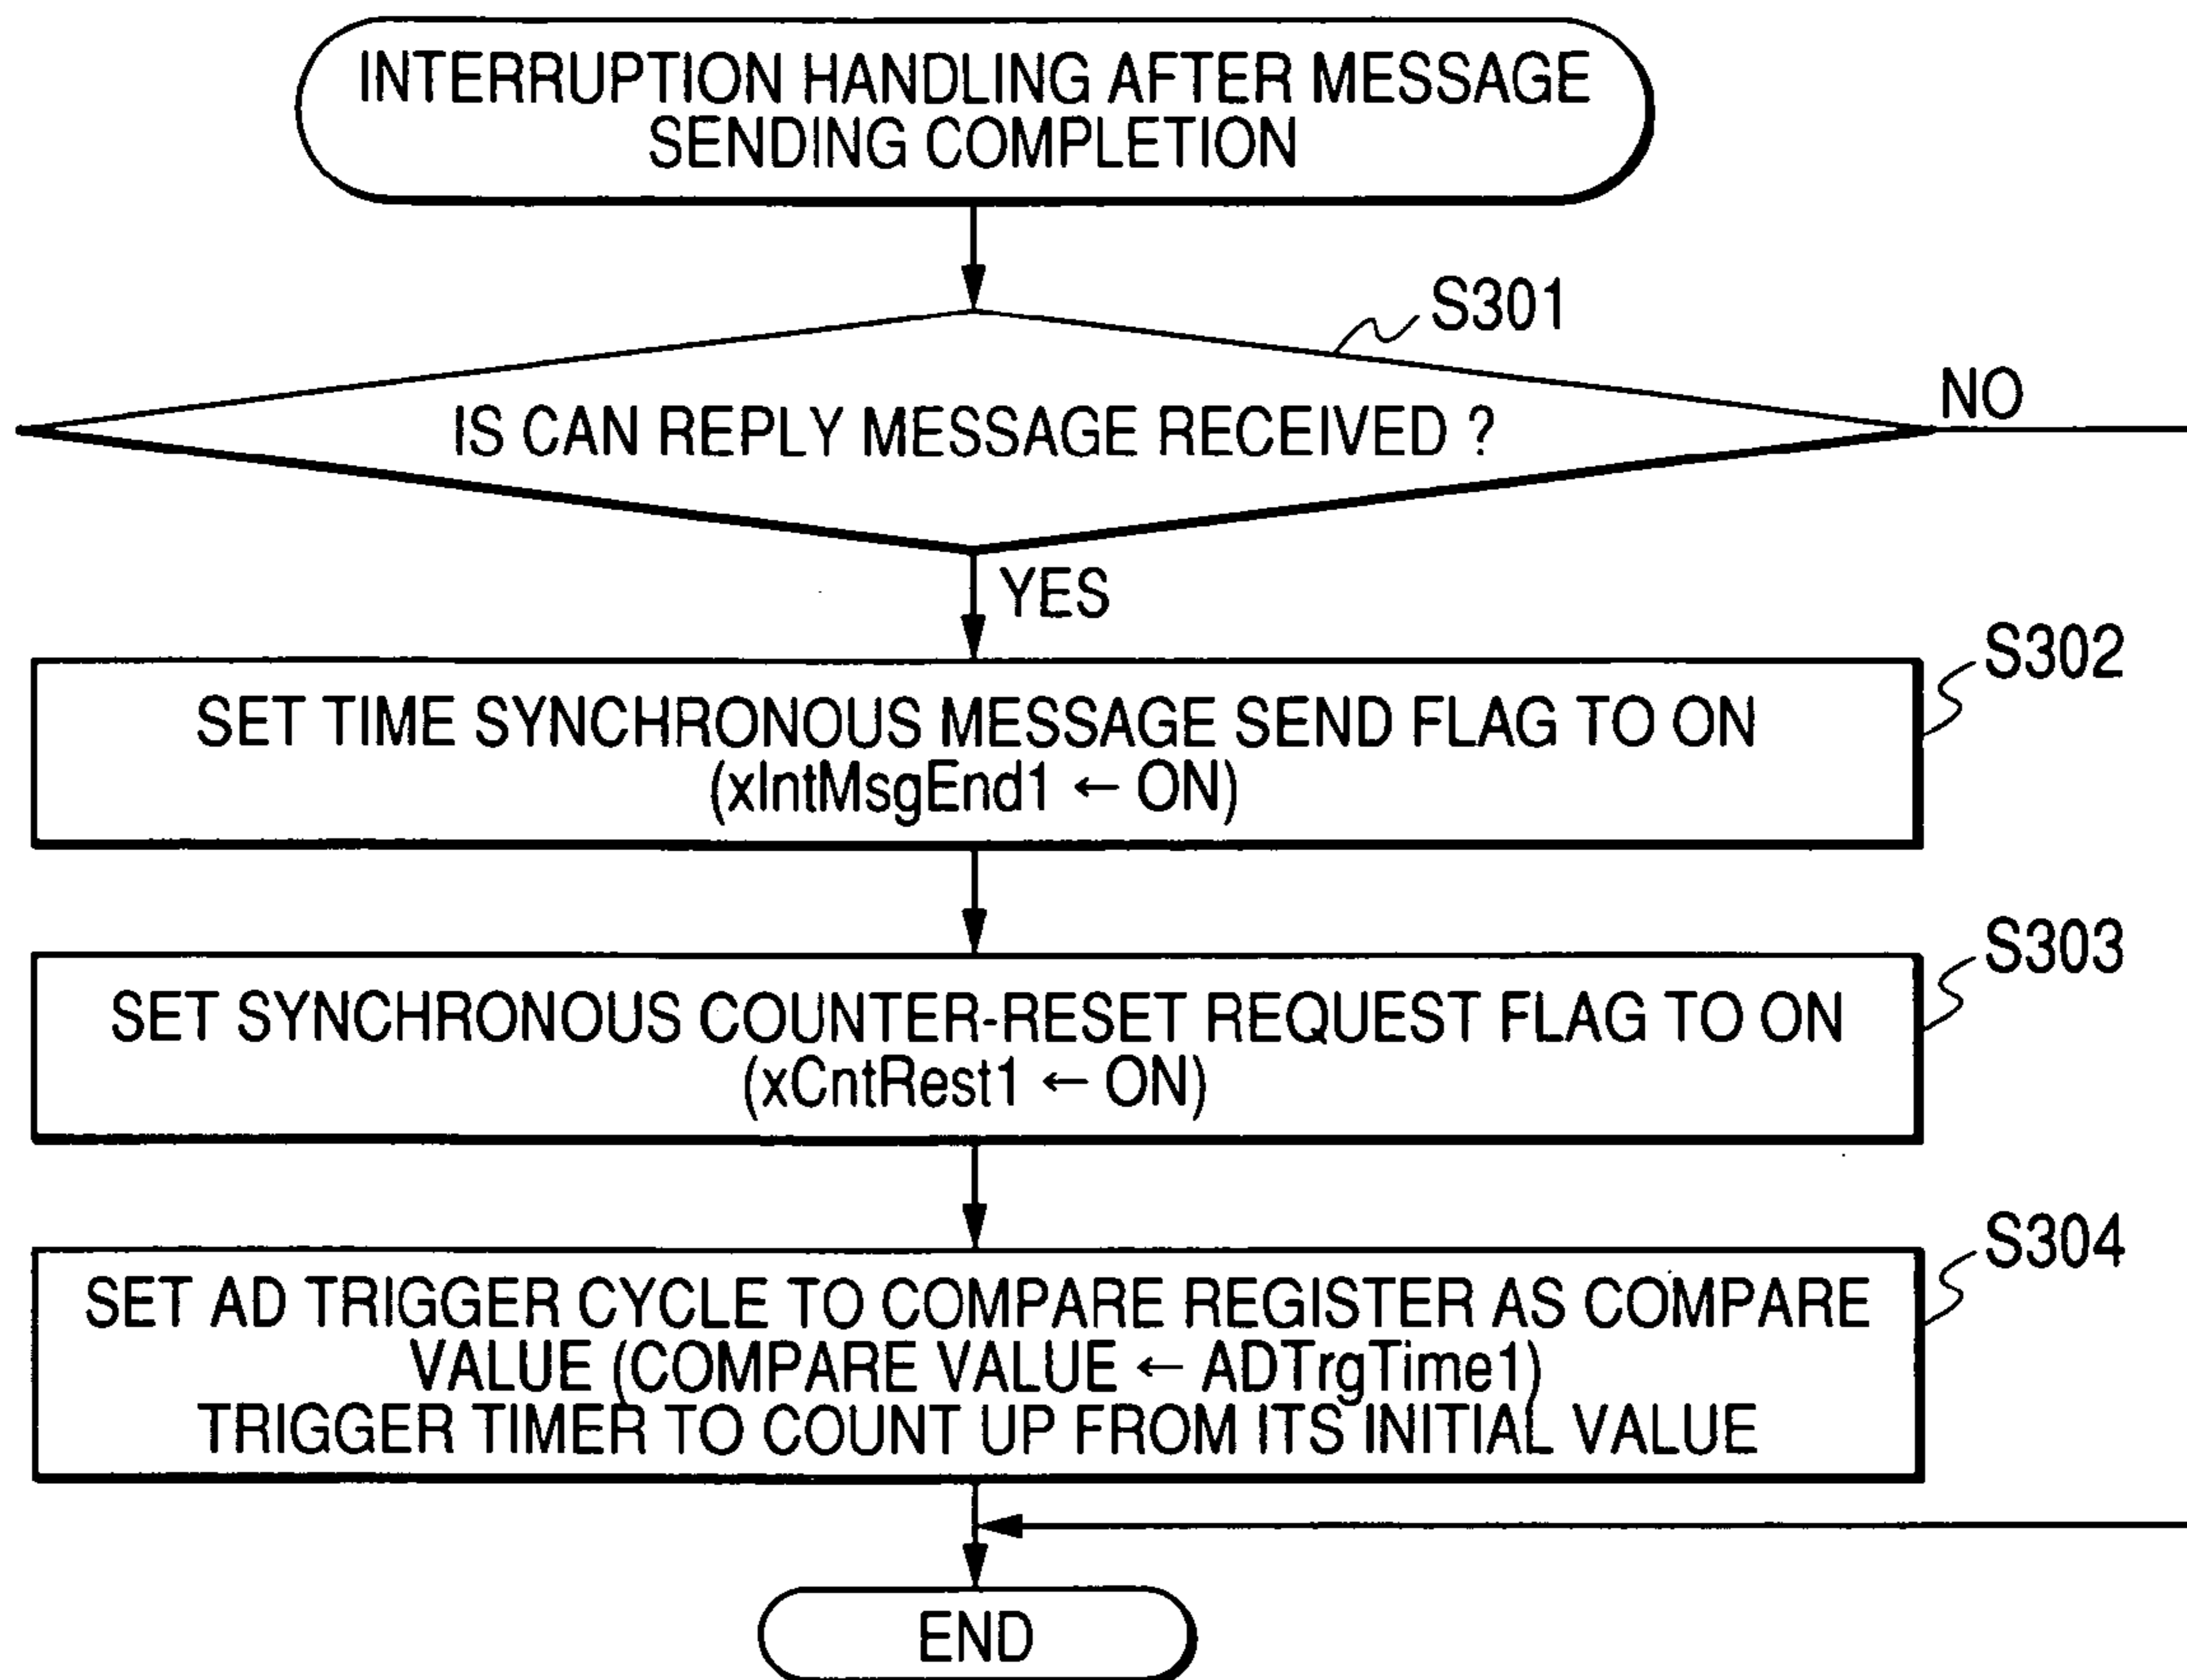 INTERRUPTION HANDLING AFTER MESSAGE
SENDING COMPLETION
S301
IS CAN REPLY MESSAGE RECEIVED ?
NO
YES
S302
SET TIME SYNCHRONOUS MESSAGE SEND FLAG TO ON
(xIntMsgEnd1 ← ON)
S303
SET SYNCHRONOUS COUNTER-RESET REQUEST FLAG TO ON
(xCntRest1 ← ON)
S304
SET AD TRIGGER CYCLE TO COMPARE REGISTER AS COMPARE
VALUE (COMPARE VALUE ← ADTrgTime1)
TRIGGER TIMER TO COUNT UP FROM ITS INITIAL VALUE
END